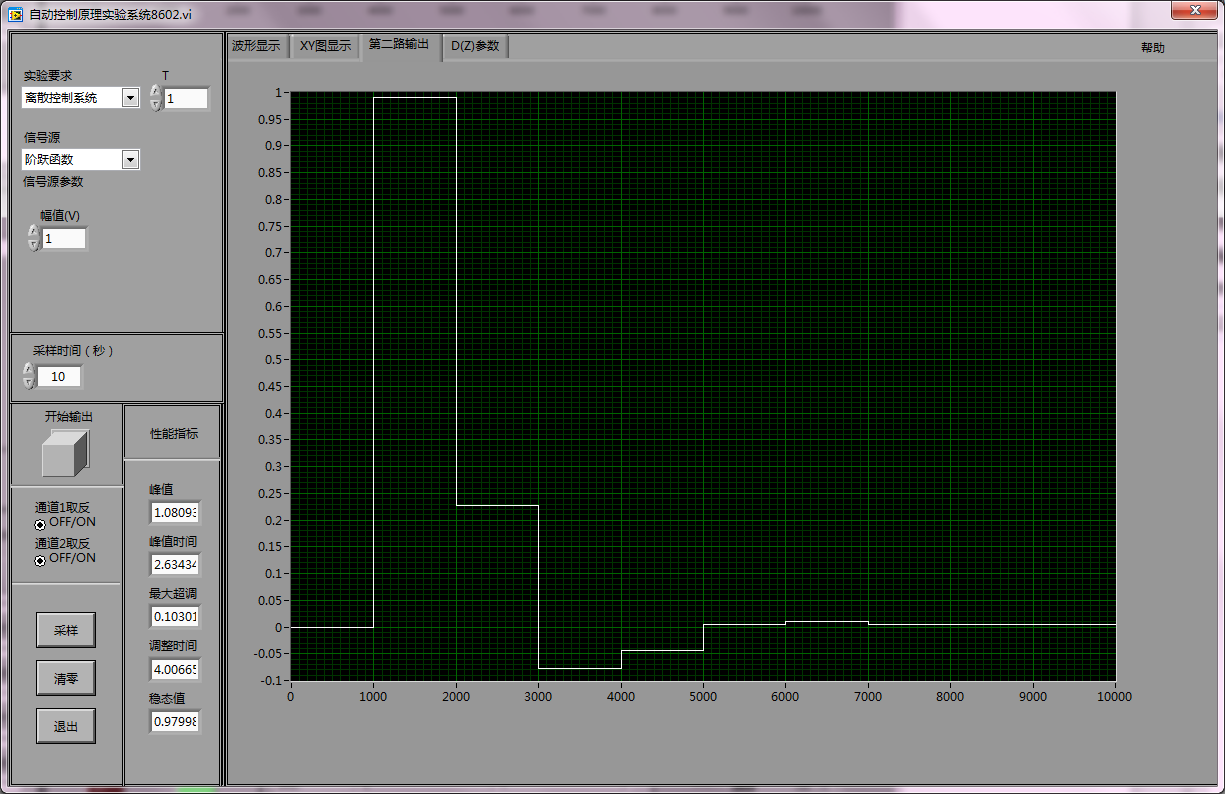 自动控制原理实验系统8602.vi
波形显示 XY图显示 第二路输出 D(Z)参数 帮助
实验要求 T
离散控制系统 1
信号源
阶跃函数
信号源参数
幅值(V)
1
采样时间（秒）
10
开始输出 性能指标
通道1取反
OFF/ON
通道2取反
OFF/ON
采样
清零
退出
峰值
1.0809
峰值时间
2.6343
最大超调
0.10301
调整时间
4.0066
稳态值
0.9799
1
0.95
0.9
0.85
0.8
0.75
0.7
0.65
0.6
0.55
0.5
0.45
0.4
0.35
0.3
0.25
0.2
0.15
0.1
0.05
0
-0.05
-0.1
0 1000 2000 3000 4000 5000 6000 7000 8000 9000 10000